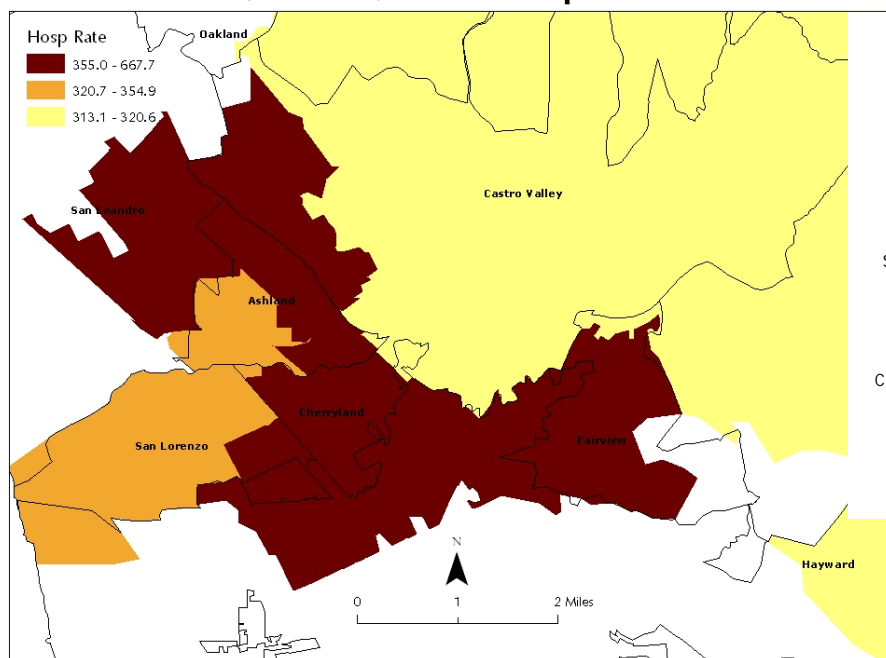 Oakland
Hosp Rate
355.0 - 667.7
320.7 - 354.9
313.1 - 320.6
Castro Valley
San Leandro
S
Ashland
C
Cherryland
Fairview
San Lorenzo
N
Hayward
0 1 2 Miles